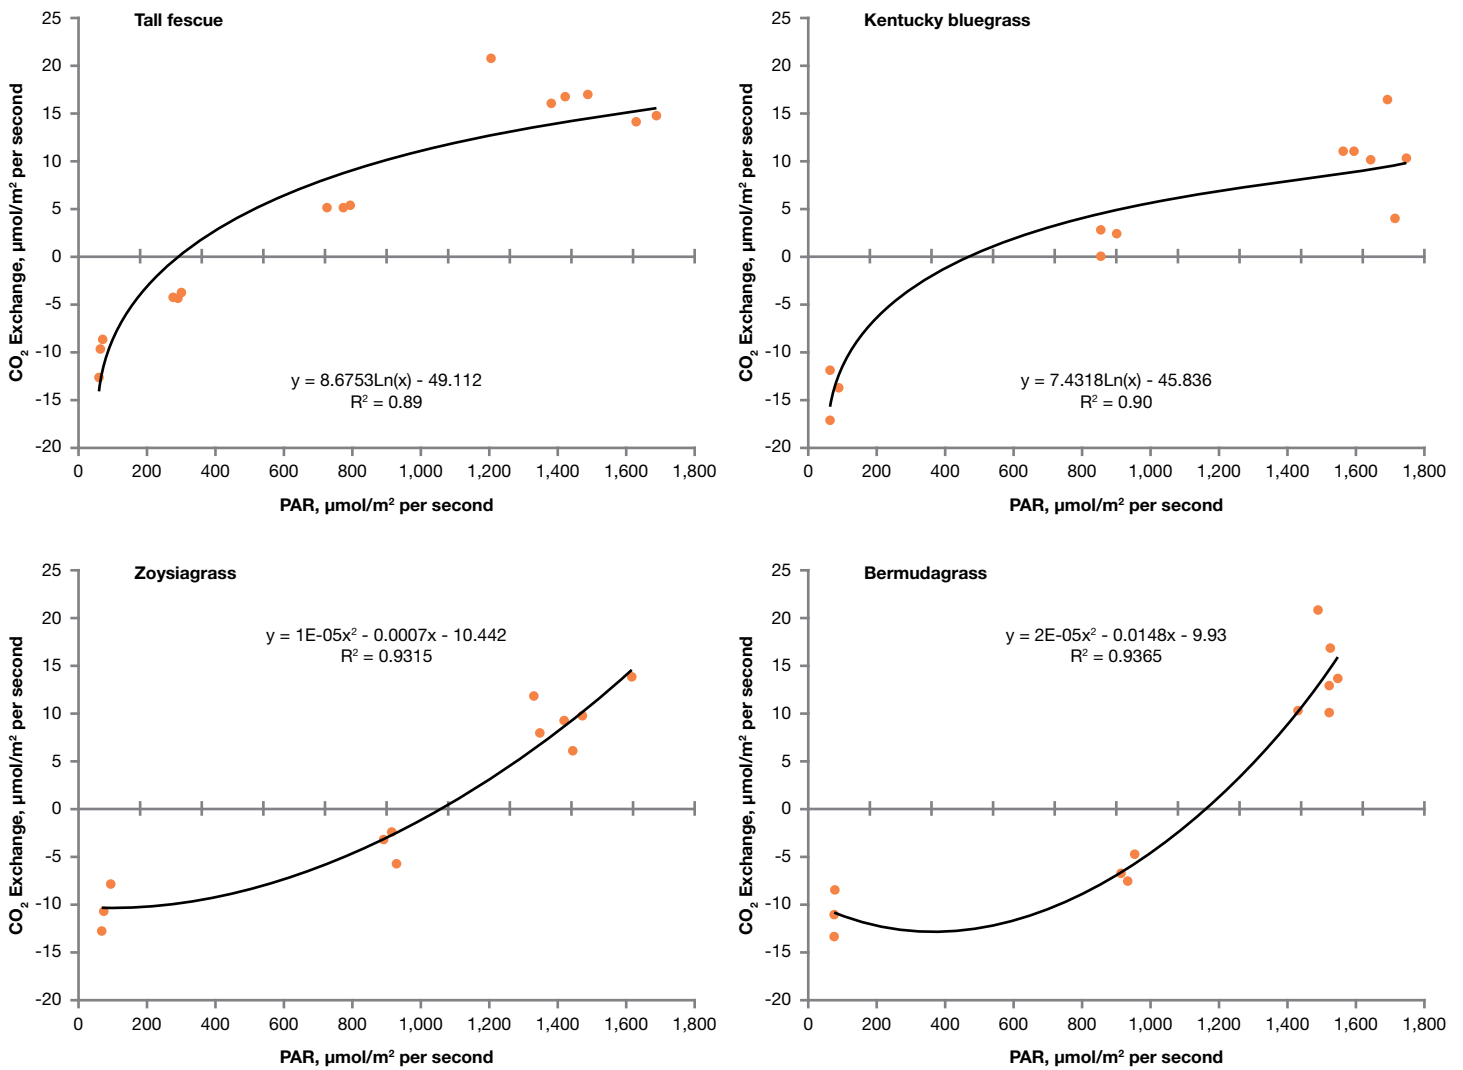 Tall fescue
25
20
15
10
5
0
-5
-10
-15
-20
CO₂ Exchange, µmol/m² per second
y = 8.6753Ln(x) - 49.112
R² = 0.89
0 200 400 600 800 1,000 1,200 1,400 1,600 1,800
PAR, µmol/m² per second
Kentucky bluegrass
25
20
15
10
5
0
-5
-10
-15
-20
CO₂ Exchange, µmol/m² per second
y = 7.4318Ln(x) - 45.836
R² = 0.90
0 200 400 600 800 1,000 1,200 1,400 1,600 1,800
PAR, µmol/m² per second
Zoysiagrass
25
20
15
10
5
0
-5
-10
-15
-20
CO₂ Exchange, µmol/m² per second
y = 1E-05x² - 0.0007x - 10.442
R² = 0.9315
0 200 400 600 800 1,000 1,200 1,400 1,600 1,800
PAR, µmol/m² per second
Bermudagrass
25
20
15
10
5
0
-5
-10
-15
-20
CO₂ Exchange, µmol/m² per second
y = 2E-05x² - 0.0148x - 9.93
R² = 0.9365
0 200 400 600 800 1,000 1,200 1,400 1,600 1,800
PAR, µmol/m² per second